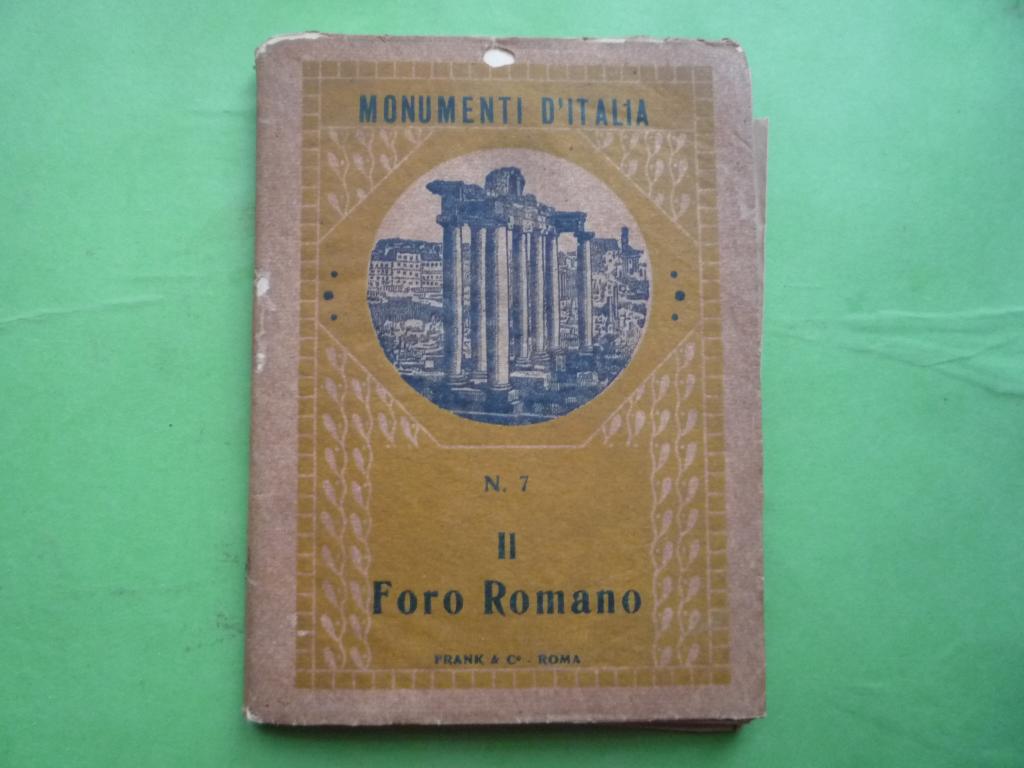 MONUMENTI D'ITALIA
N. 7
Il
Foro Romano
FRANK & Cº - ROMA